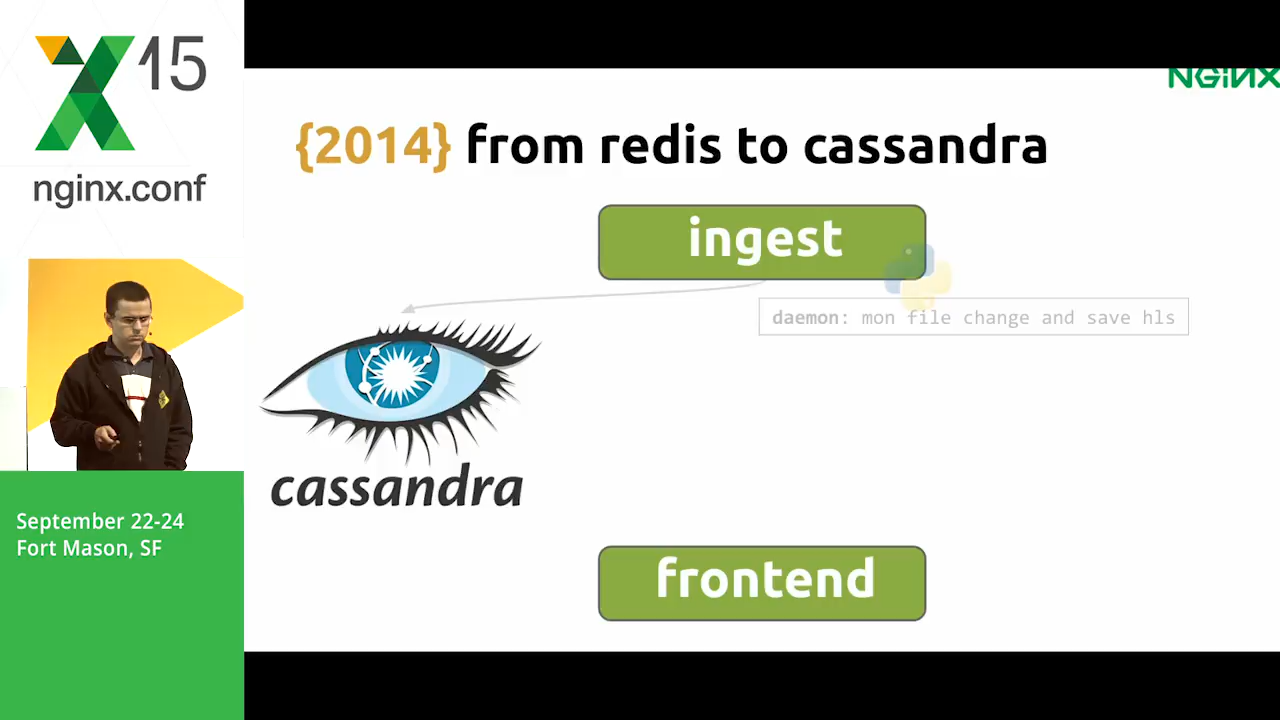 15
nginx.conf
NGINX
{2014} from redis to cassandra
ingest
daemon: mon file change and save hls
cassandra
frontend
September 22-24
Fort Mason, SF